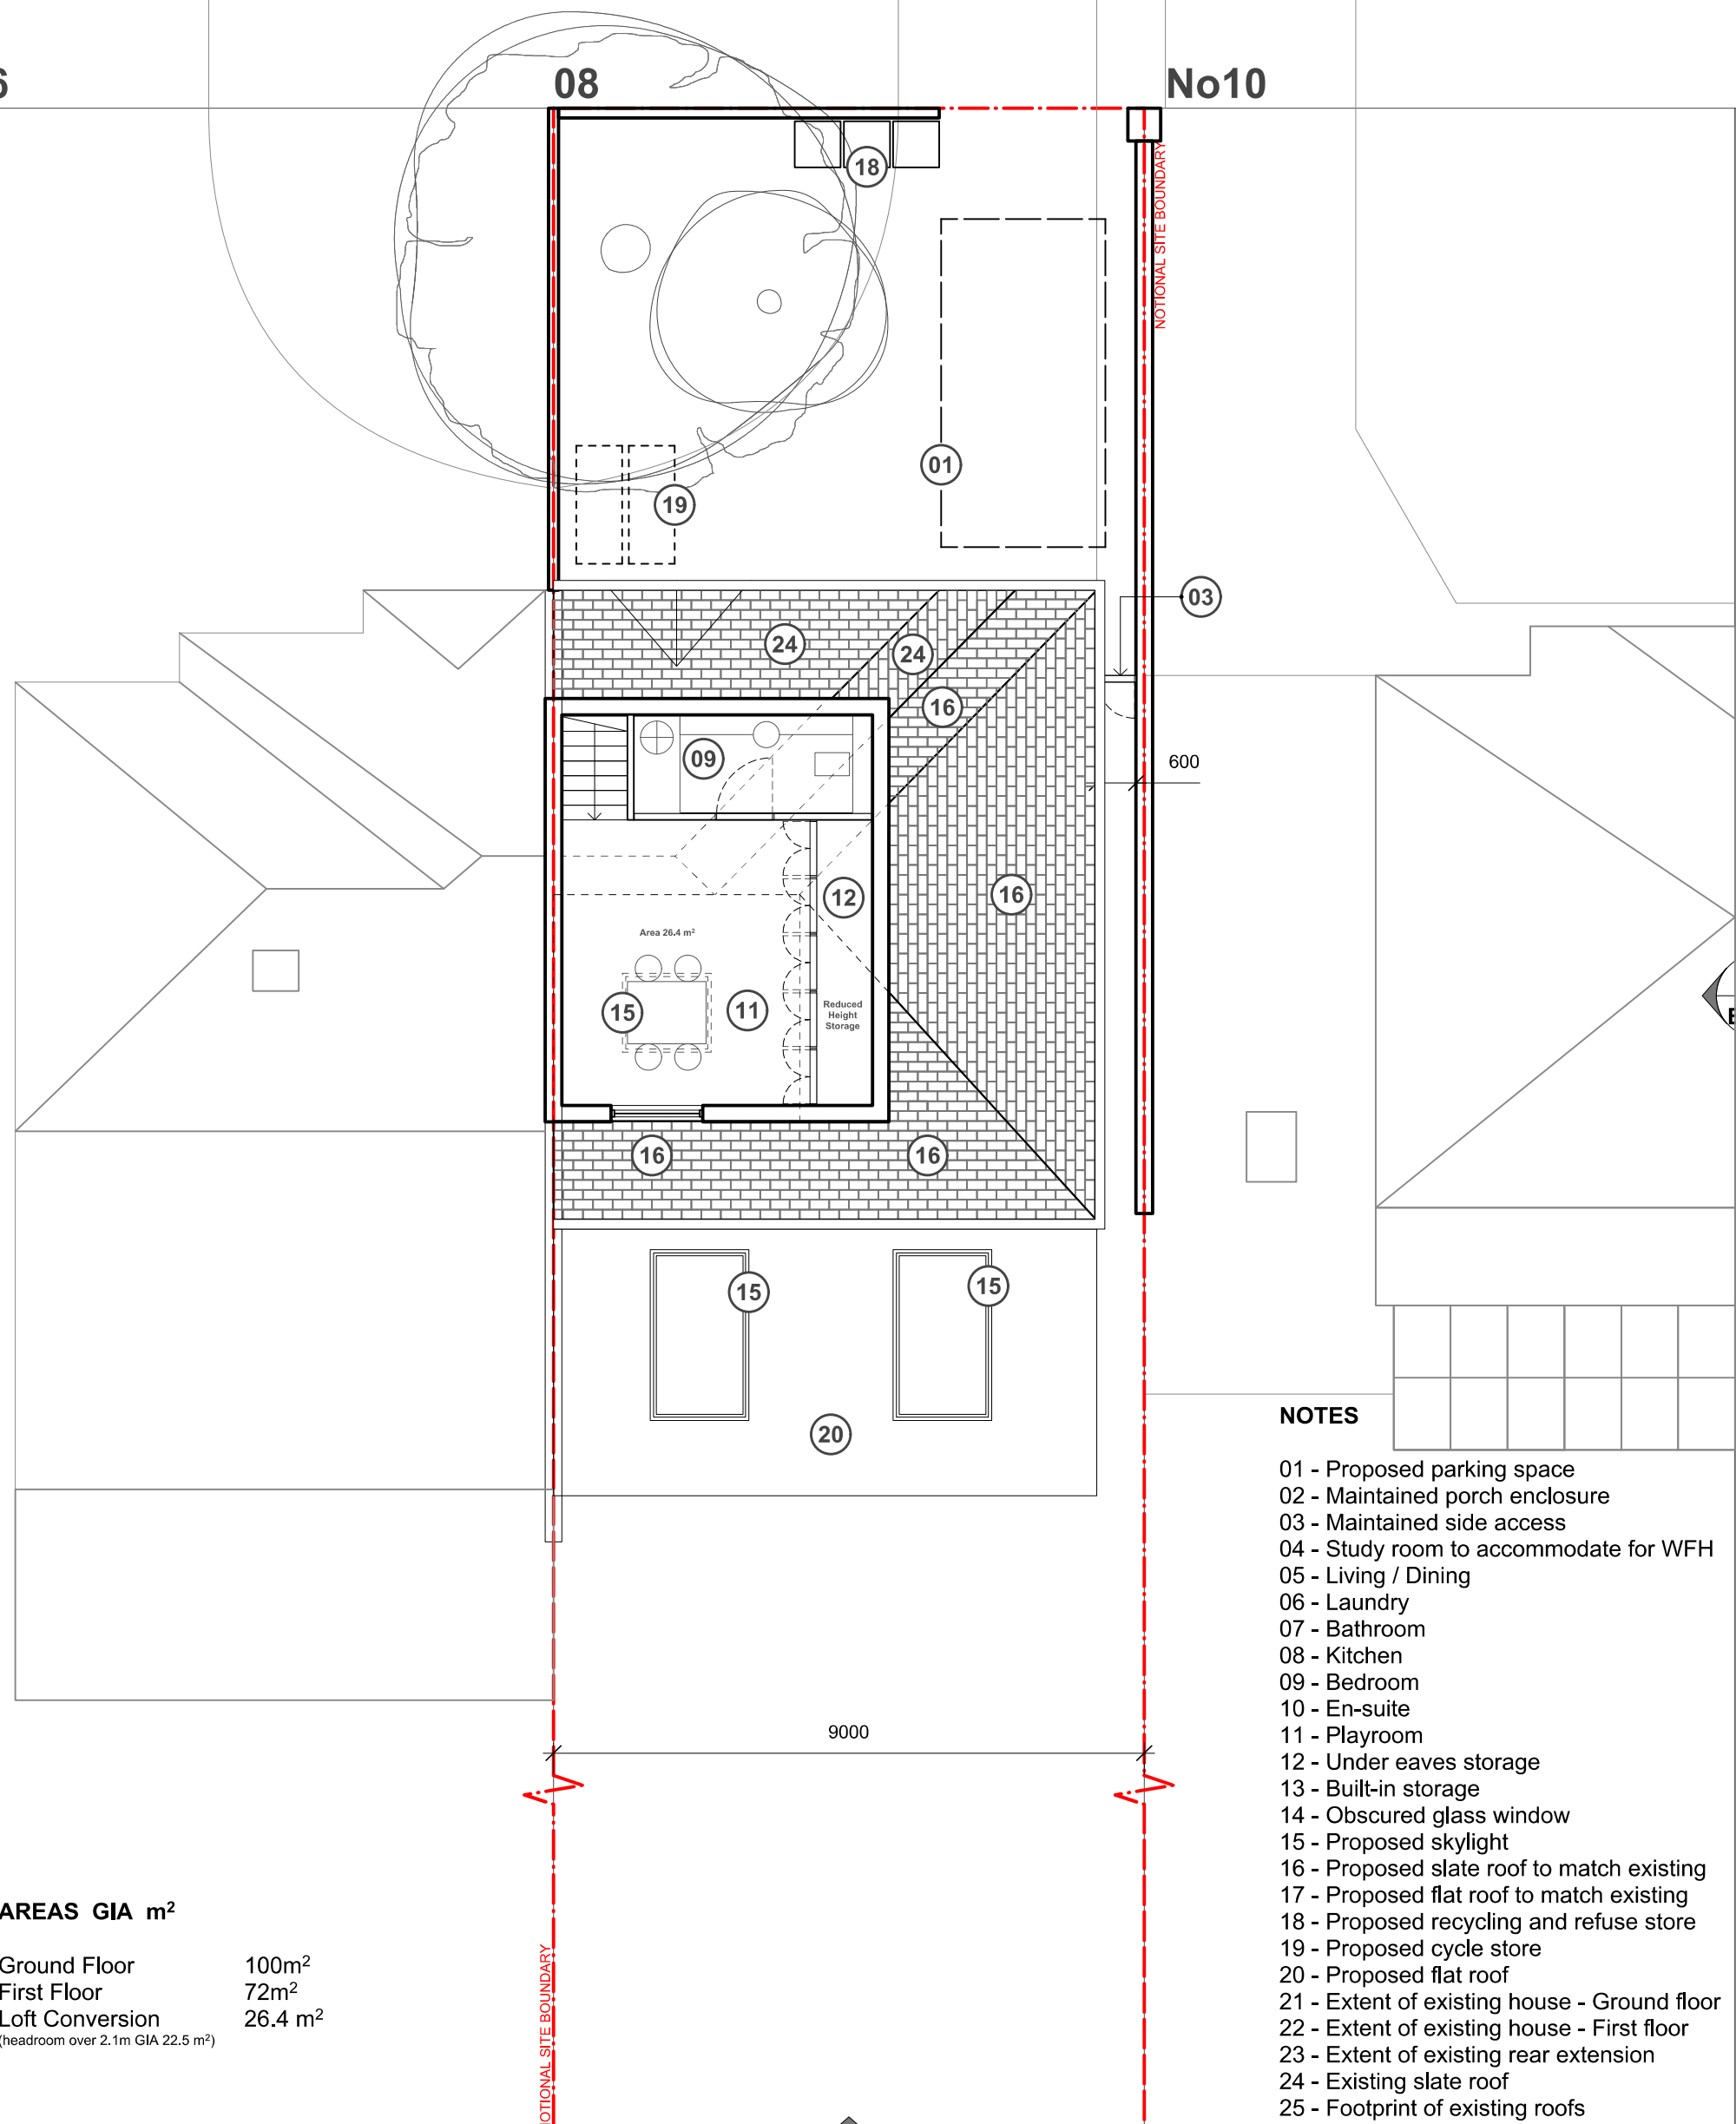 08
No10
NOTIONAL SITE BOUNDARY
18
01
19
03
24
24
16
600
09
12
16
Area 26.4 m²
15
11
Reduced
Height
Storage
16
16
15
15
20
9000
NOTES
01 - Proposed parking space
02 - Maintained porch enclosure
03 - Maintained side access
04 - Study room to accommodate for WFH
05 - Living / Dining
06 - Laundry
07 - Bathroom
08 - Kitchen
09 - Bedroom
10 - En-suite
11 - Playroom
12 - Under eaves storage
13 - Built-in storage
14 - Obscured glass window
15 - Proposed skylight
16 - Proposed slate roof to match existing
17 - Proposed flat roof to match existing
18 - Proposed recycling and refuse store
19 - Proposed cycle store
20 - Proposed flat roof
21 - Extent of existing house - Ground floor
22 - Extent of existing house - First floor
23 - Extent of existing rear extension
24 - Existing slate roof
25 - Footprint of existing roofs
AREAS GIA m²
Ground Floor 100m²
First Floor 72m²
Loft Conversion 26.4 m²
(headroom over 2.1m GIA 22.5 m²)
SITE BOUNDARY